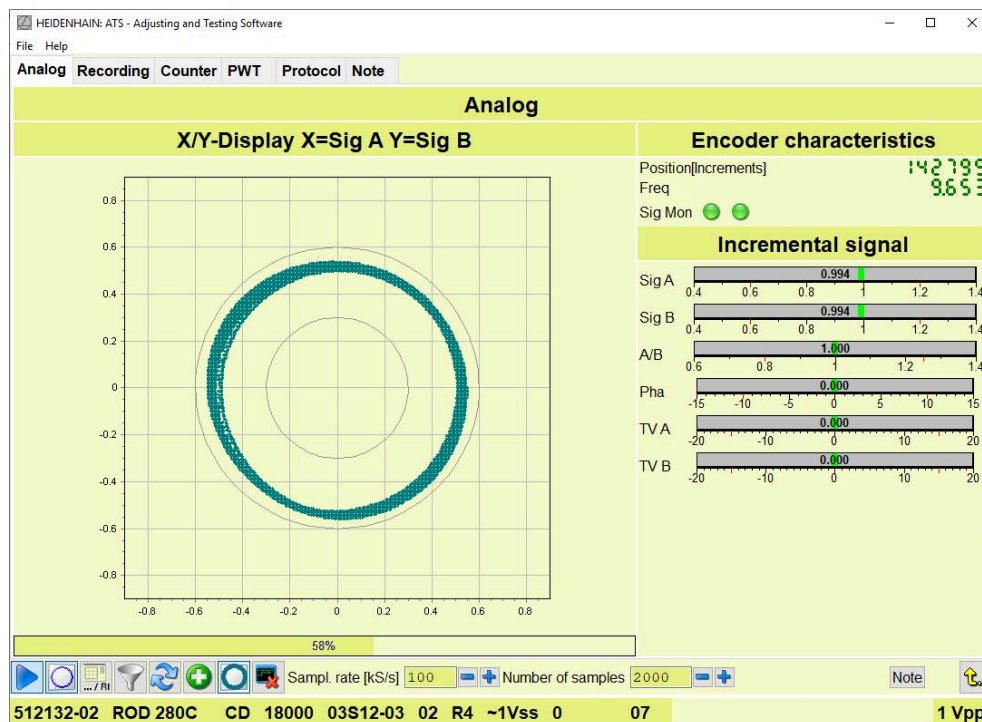 HEIDENHAIN: ATS - Adjusting and Testing Software
File Help
Analog Recording Counter PWT Protocol Note
Analog
X/Y-Display X=Sig A Y=Sig B
Encoder characteristics
Position[Increments] 142799
Freq 9.653
Sig Mon
Incremental signal
Sig A 0.994
0.4 0.6 0.8 1 1.2 1.4
Sig B 0.994
0.4 0.6 0.8 1 1.2 1.4
A/B 1.000
0.6 0.8 1 1.2 1.4
Pha 0.000
-15 -10 -5 0 5 10 15
TV A 0.000
-20 -10 0 10 20
TV B 0.000
-20 -10 0 10 20
0.8
0.6
0.4
0.2
0
-0.2
-0.4
-0.6
-0.8
-0.8 -0.6 -0.4 -0.2 0 0.2 0.4 0.6 0.8
58%
... / RI Sampl. rate [kS/s] 100 Number of samples 2000 Note
512132-02 ROD 280C CD 18000 03S12-03 02 R4 ~1Vss 0 07 1 Vpp